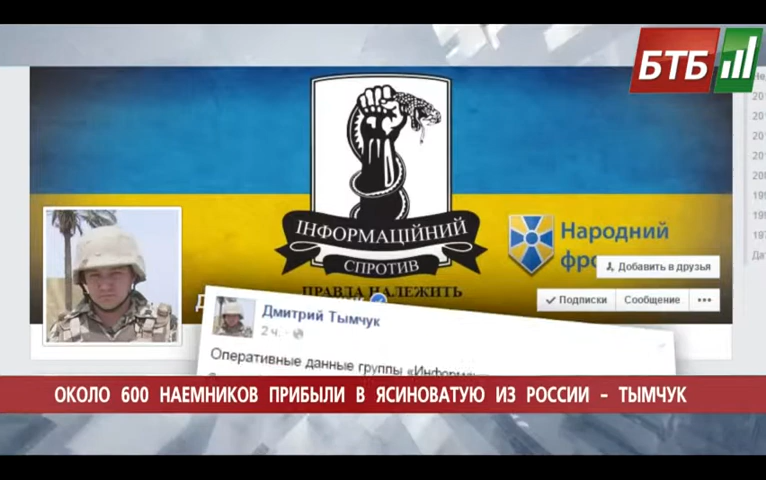 БТБ
ІНФОРМАЦІЙНИЙ
СПРОТИВ
ПРАВДА НАЛЕЖИТЬ
Народний
Добавить в друзья
Подписки
Сообщение
Дмитрий Тымчук
2 ч.
Оперативные данные группы
ОКОЛО 600 НАЕМНИКОВ ПРИБЫЛИ В ЯСИНОВАТУЮ ИЗ РОССИИ - ТЫМЧУК